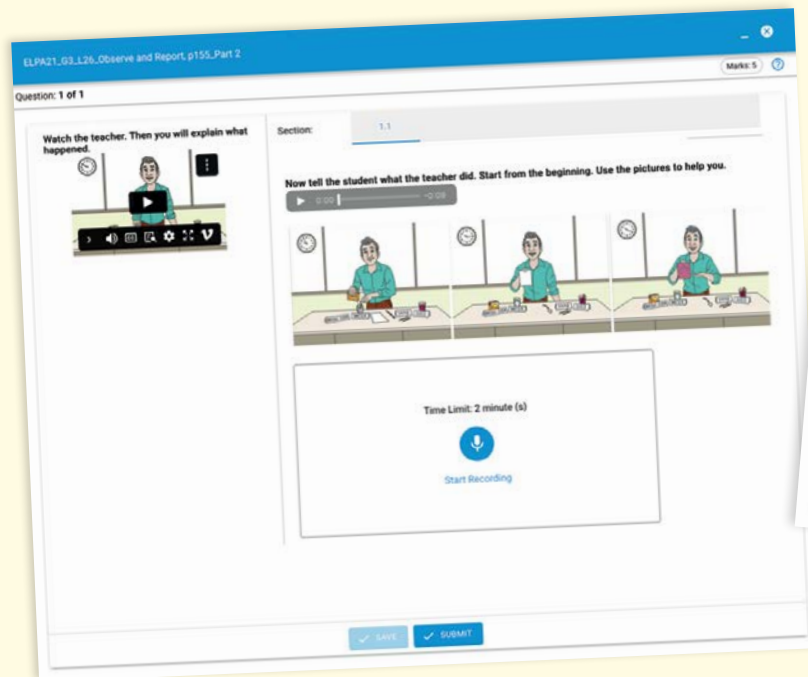 ELPA21_G3_L26_Observe and Report, p155_Part 2
Marks: 5
Question: 1 of 1
Watch the teacher. Then you will explain what
happened.
Section:
1.1
Now tell the student what the teacher did. Start from the beginning. Use the pictures to help you.
0:00
-0:09
Time Limit: 2 minute (s)
Start Recording
SAVE
SUBMIT